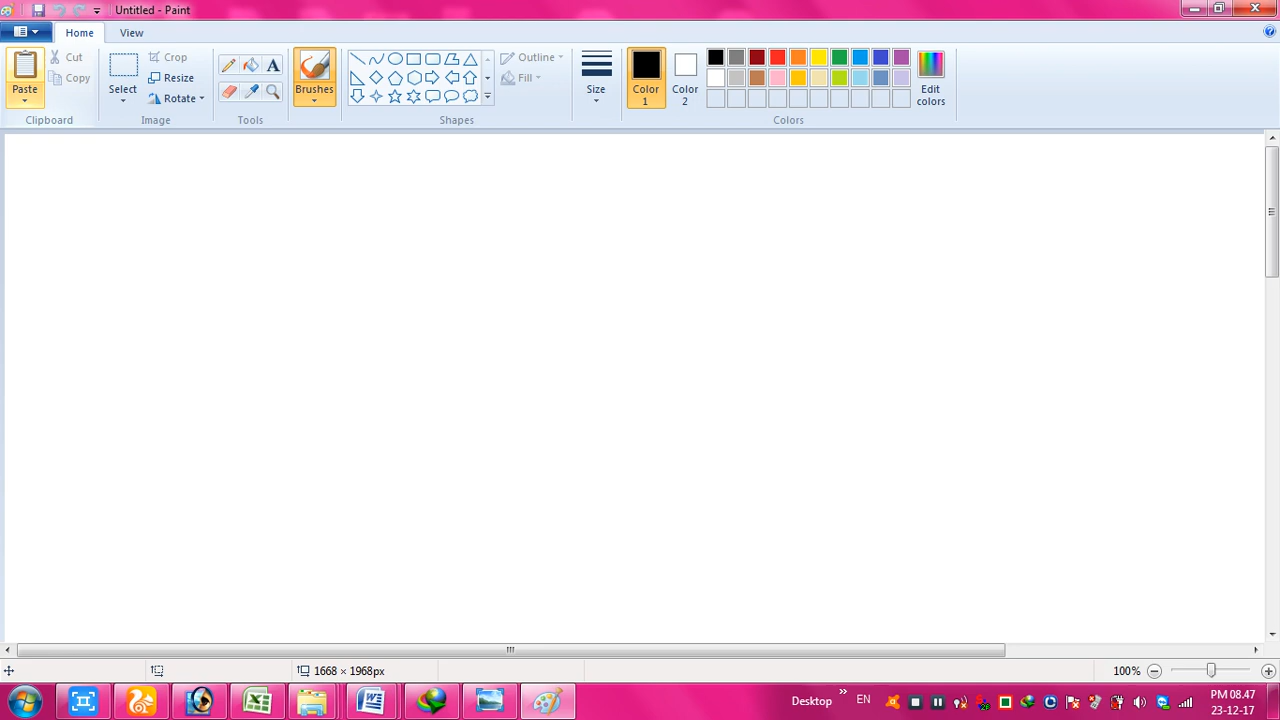 Untitled - Paint
Home
View
Paste
Cut
Copy
Clipboard
Select
Crop
Resize
Rotate
Image
A
Tools
Brushes
Outline
Fill
Shapes
Size
Color
1
Color
2
Edit
colors
Colors
1668 × 1968px
100%
Desktop
EN
PM 08.47
23-12-17